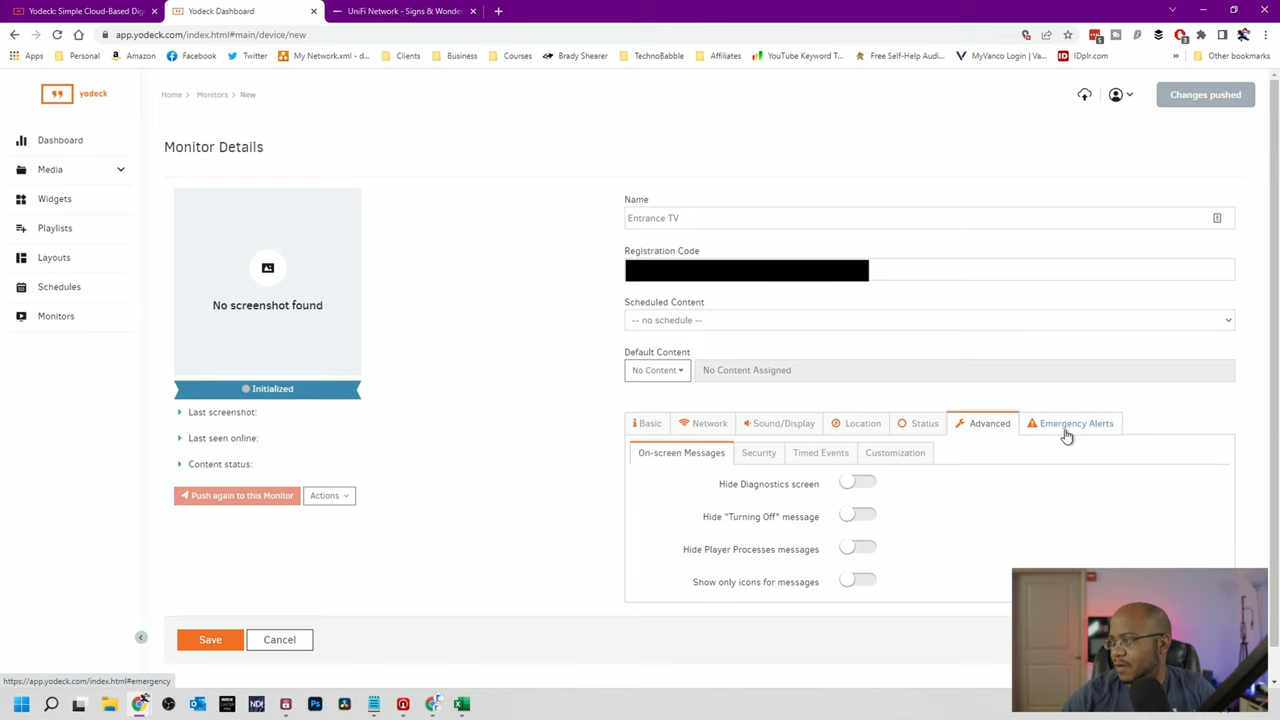 Yodeck: Simple Cloud-Based Digi
Yodeck Dashboard
UniFi Network - Signs & Wonder
app.yodeck.com/index.html#main/device/new
Apps Personal Amazon Facebook Twitter My Network.xml - d... Clients Business Courses Brady Shearer TechnoBabble Affiliates YouTube Keyword T... Free Self-Help Audi... MyVanco Login | Va... IDplr.com » Other bookmarks
yodeck
Home > Monitors > New
Changes pushed
Dashboard
Media
Widgets
Playlists
Layouts
Schedules
Monitors
Monitor Details
No screenshot found
Initialized
Last screenshot:
Last seen online:
Content status:
Push again to this Monitor Actions
Name
Entrance TV
Registration Code
Scheduled Content
-- no schedule --
Default Content
No Content No Content Assigned
Basic Network Sound/Display Location Status Advanced Emergency Alerts
On-screen Messages Security Timed Events Customization
Hide Diagnostics screen
Hide "Turning Off" message
Hide Player Processes messages
Show only icons for messages
Save Cancel
https://app.yodeck.com/index.html#emergency